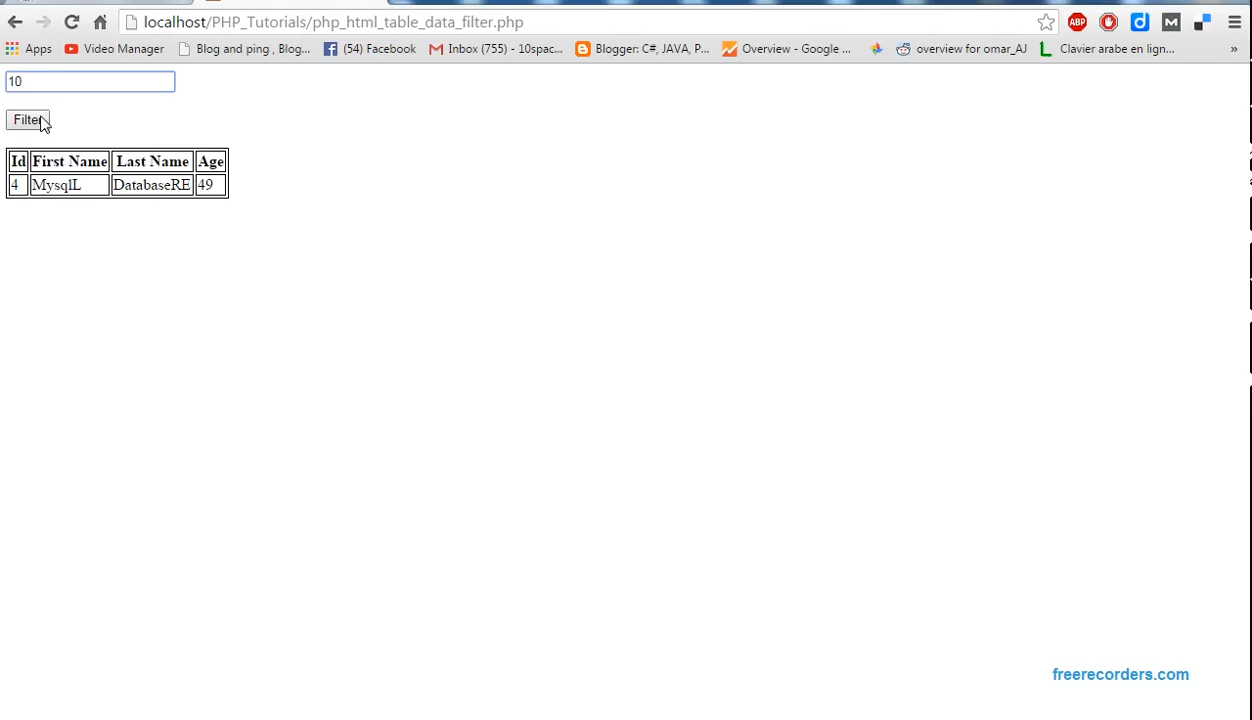 localhost/PHP_Tutorials/php_html_table_data_filter.php
ABP
Apps Video Manager Blog and ping , Blog... (54) Facebook Inbox (755) - 10spac... Blogger: C#, JAVA, P... Overview - Google ... overview for omar_AJ Clavier arabe en lign... »
10
Filter
Id First Name Last Name Age
4 MysqlL DatabaseRE 49
freerecorders.com